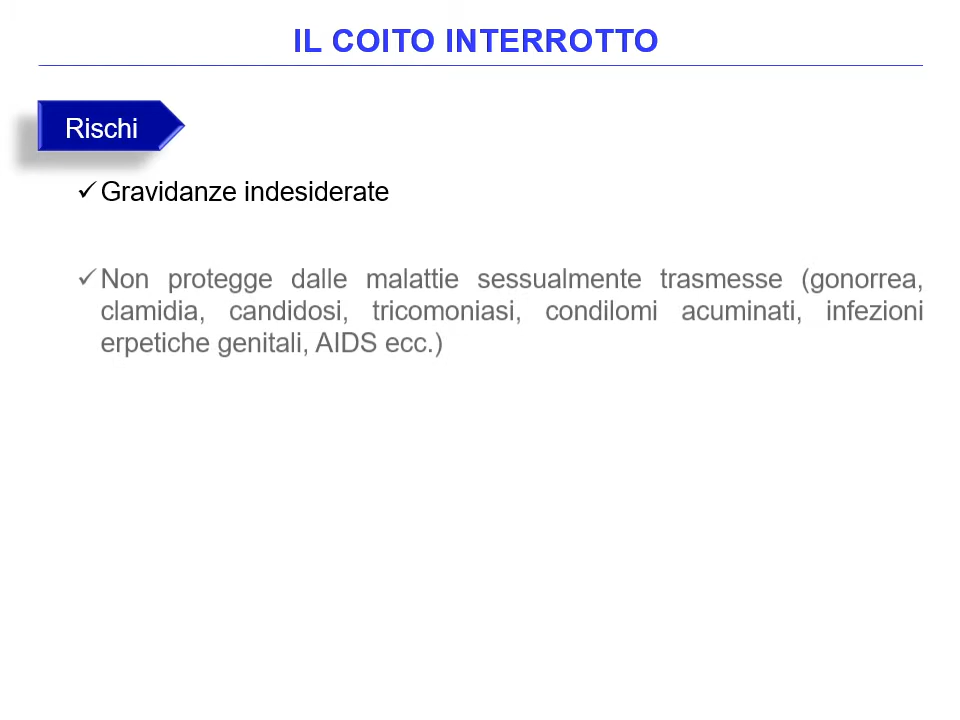 IL COITO INTERROTTO
Rischi
✓ Gravidanze indesiderate
✓ Non protegge dalle malattie sessualmente trasmesse (gonorrea,
clamidia, candidosi, tricomoniasi, condilomi acuminati, infezioni
erpetiche genitali, AIDS ecc.)